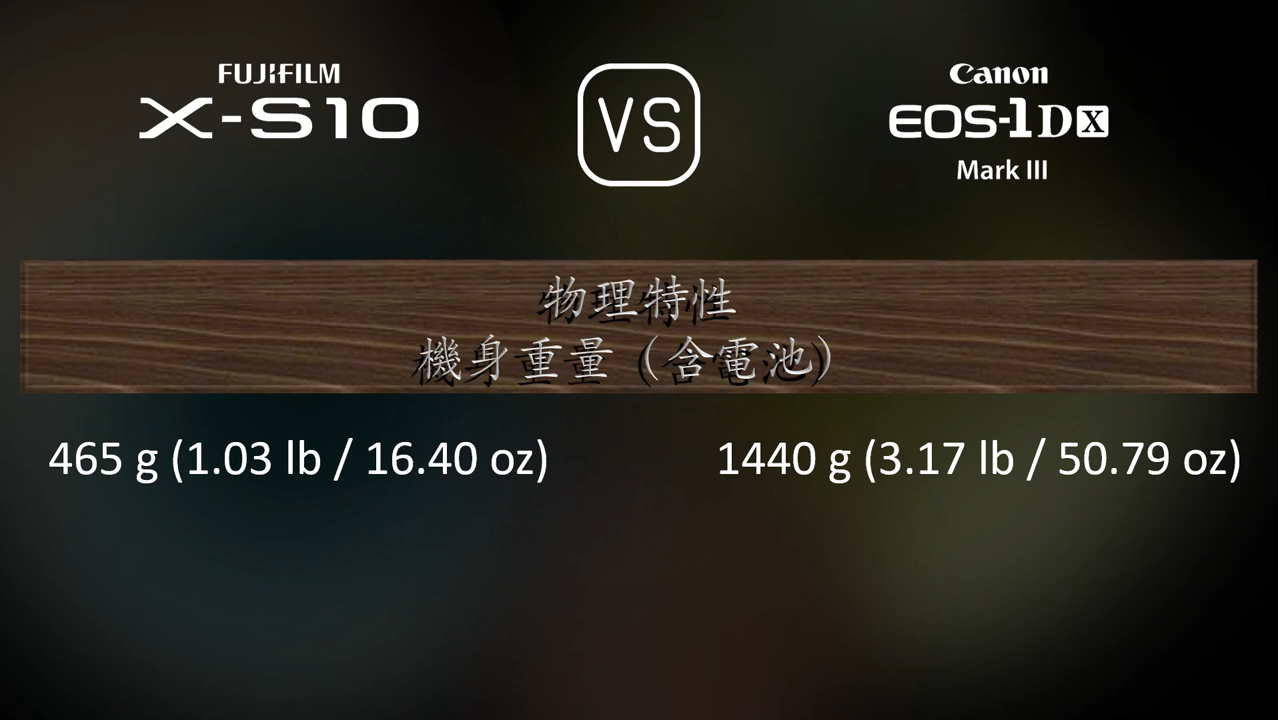 FUJIFILM
X-S10
VS
Canon
EOS-1DX
Mark III
物理特性
機身重量（含電池）
465 g (1.03 lb / 16.40 oz)
1440 g (3.17 lb / 50.79 oz)